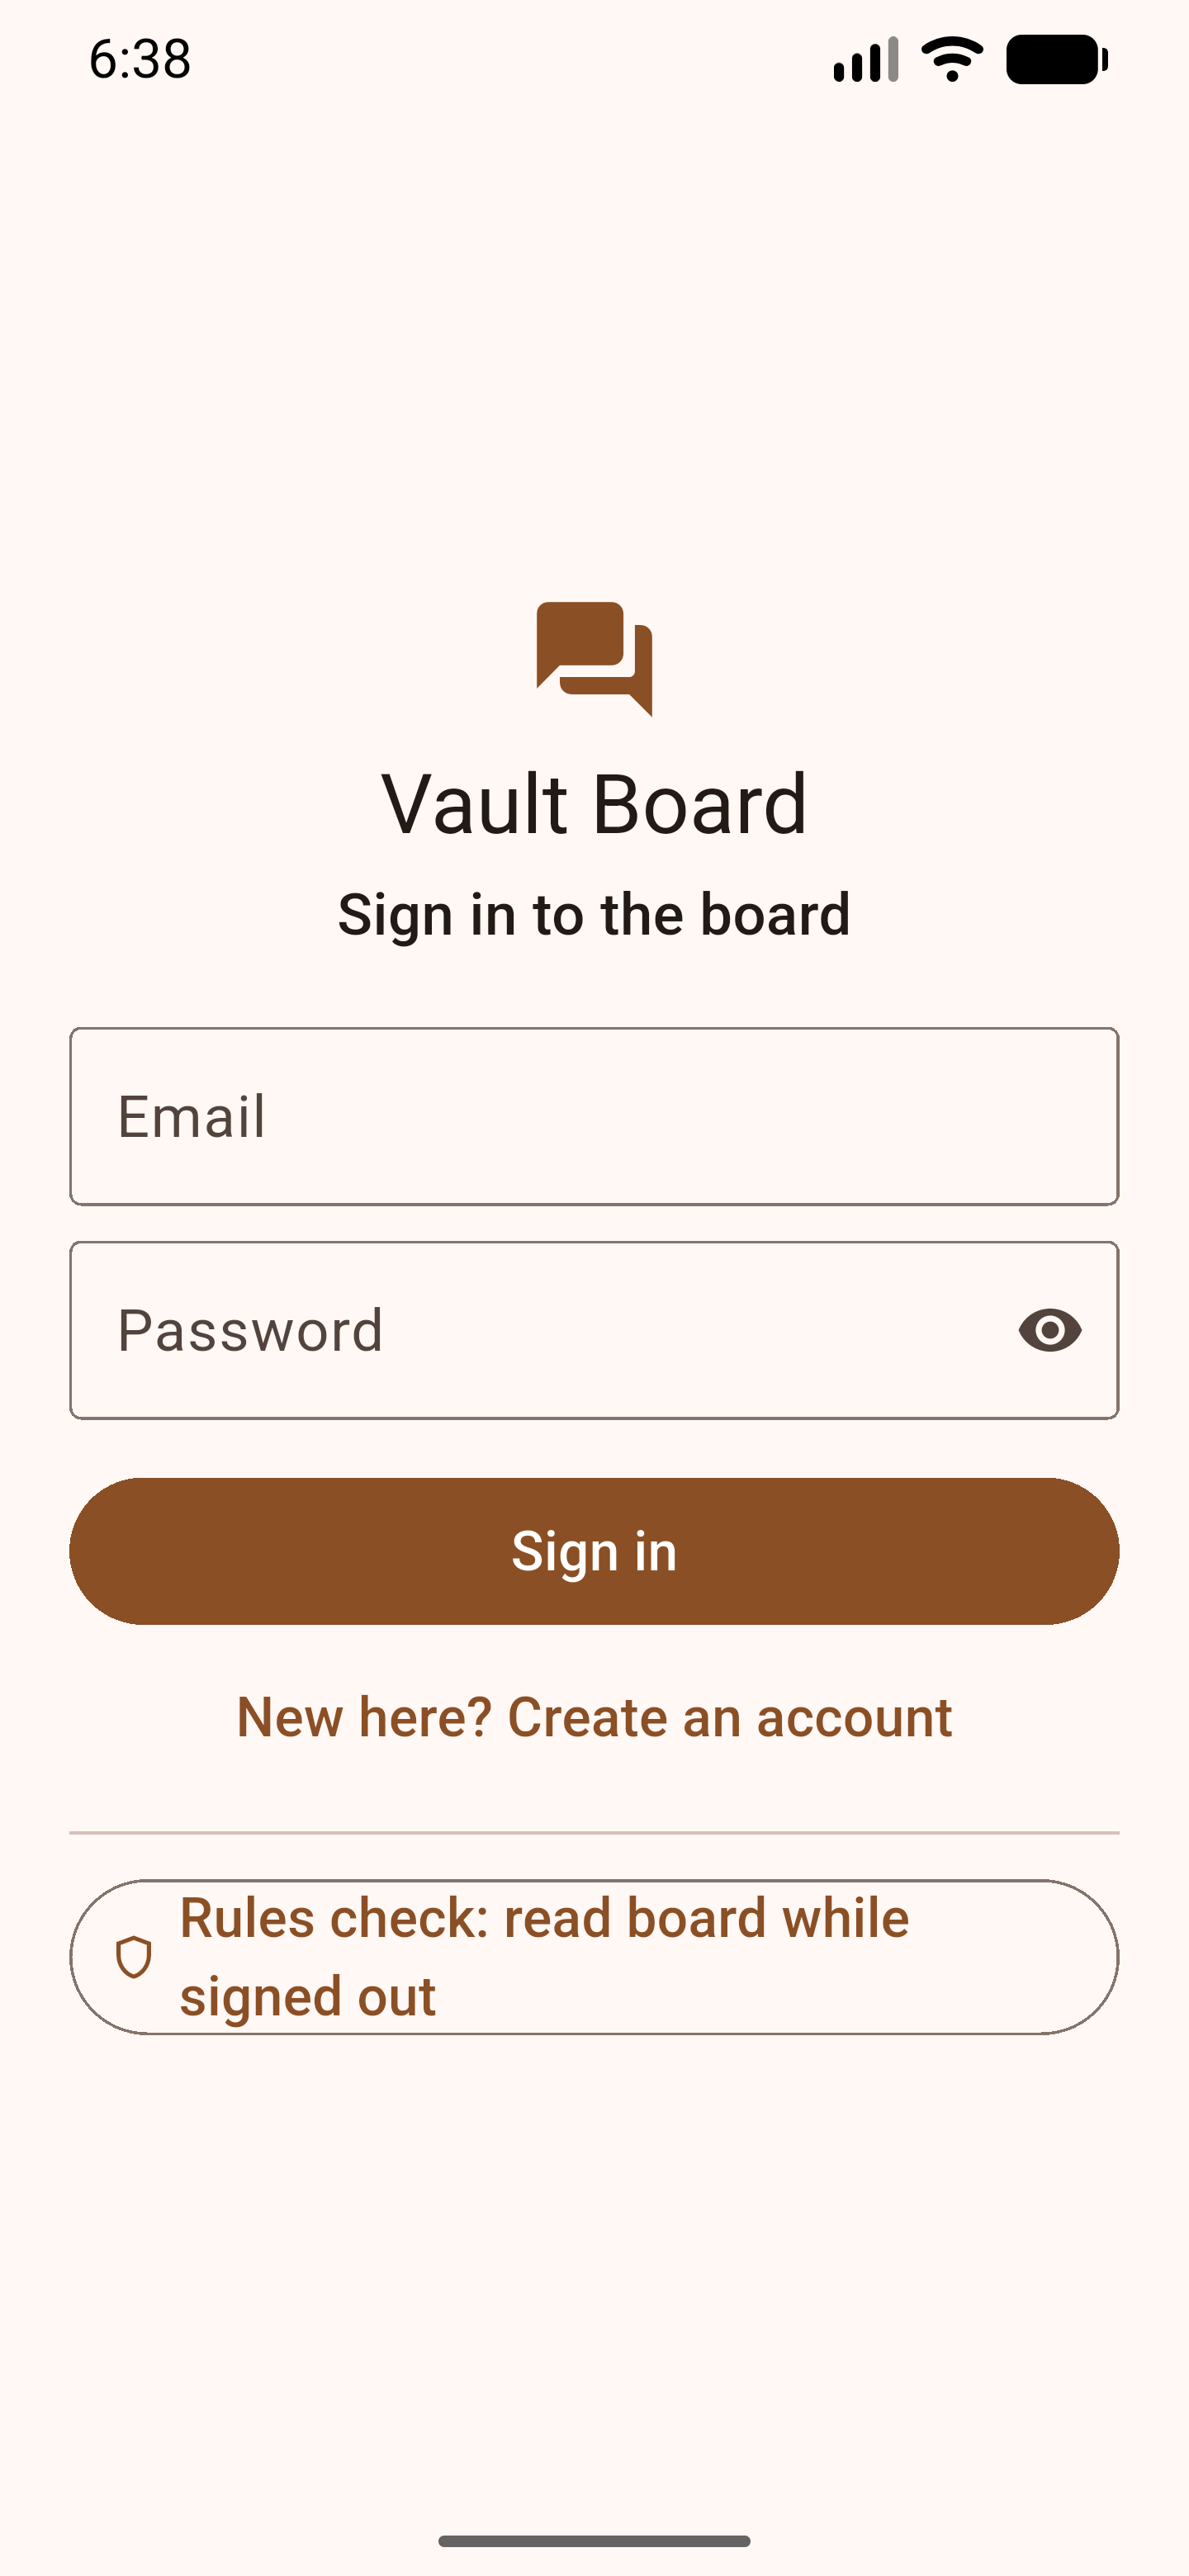 6:38
Vault Board
Sign in to the board
Email
Password
Sign in
New here? Create an account
Rules check: read board while
signed out